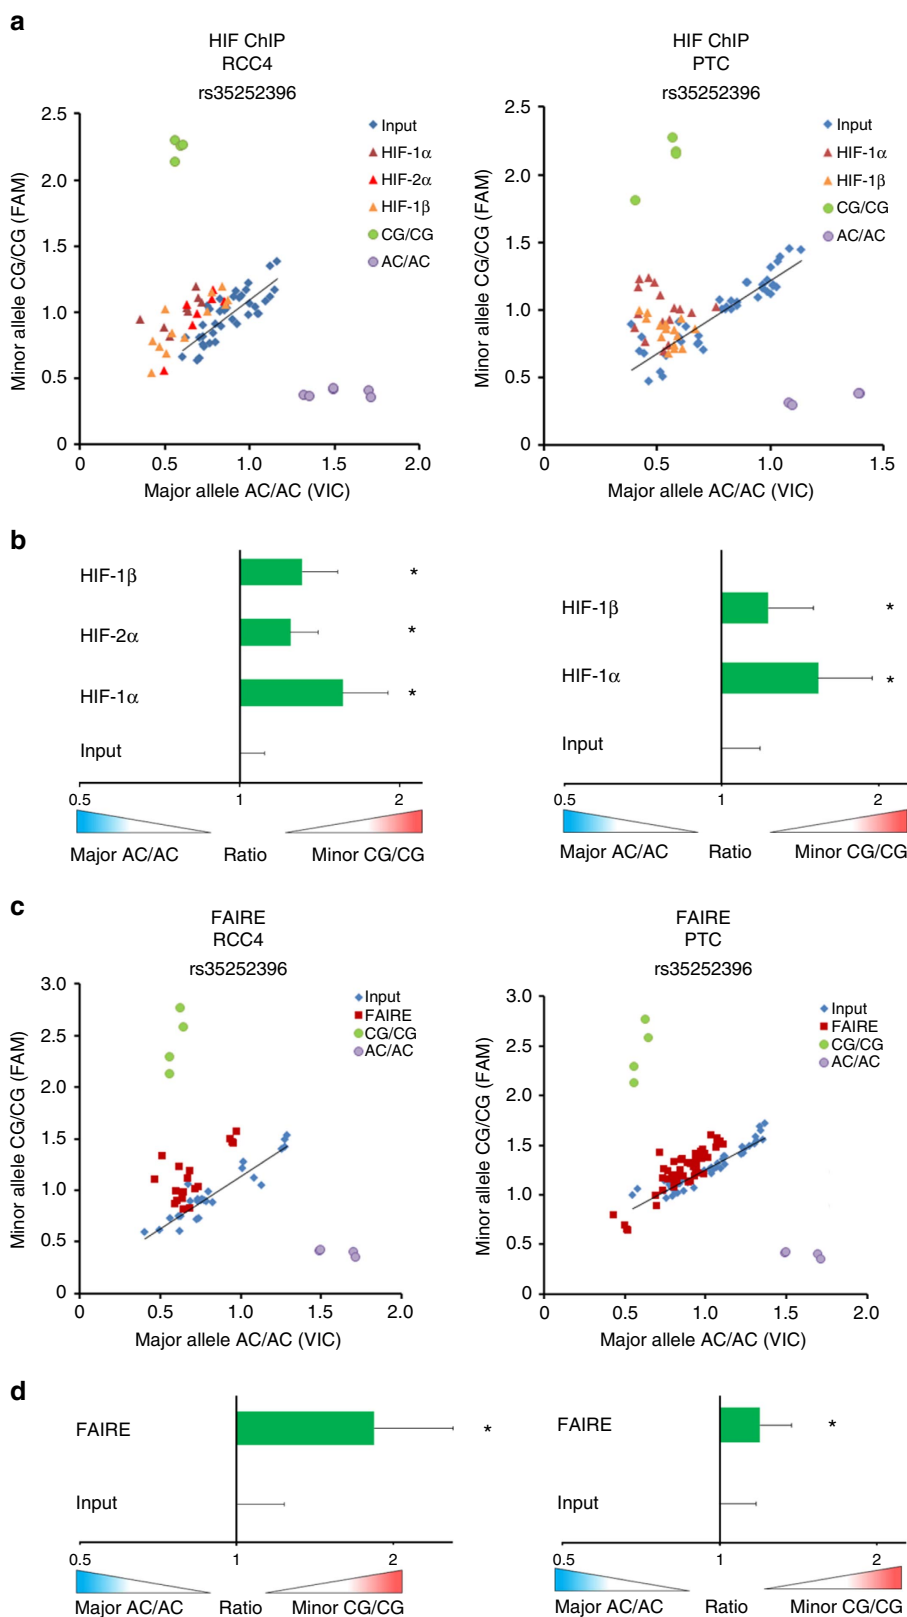 a
HIF ChIP
RCC4
rs35252396
Minor allele CG/CG (FAM)
2.5
2.0
1.5
1.0
0.5
0
0
0.5
1.0
1.5
2.0
Major allele AC/AC (VIC)
Input
HIF-1α
HIF-2α
HIF-1β
CG/CG
AC/AC
HIF ChIP
PTC
rs35252396
Minor allele CG/CG (FAM)
2.5
2.0
1.5
1.0
0.5
0
0
0.5
1.0
1.5
Major allele AC/AC (VIC)
Input
HIF-1α
HIF-1β
CG/CG
AC/AC
b
HIF-1β
*
HIF-2α
*
HIF-1α
*
Input
0.5
1
2
Major AC/AC
Ratio
Minor CG/CG
HIF-1β
*
HIF-1α
*
Input
0.5
1
2
Major AC/AC
Ratio
Minor CG/CG
c
FAIRE
RCC4
rs35252396
Minor allele CG/CG (FAM)
3.0
2.5
2.0
1.5
1.0
0.5
0
0
0.5
1.0
1.5
2.0
Major allele AC/AC (VIC)
Input
FAIRE
CG/CG
AC/AC
FAIRE
PTC
rs35252396
Minor allele CG/CG (FAM)
3.0
2.5
2.0
1.5
1.0
0.5
0
0
0.5
1.0
1.5
2.0
Major allele AC/AC (VIC)
Input
FAIRE
CG/CG
AC/AC
d
FAIRE
*
Input
0.5
1
2
Major AC/AC
Ratio
Minor CG/CG
FAIRE
*
Input
0.5
1
2
Major AC/AC
Ratio
Minor CG/CG